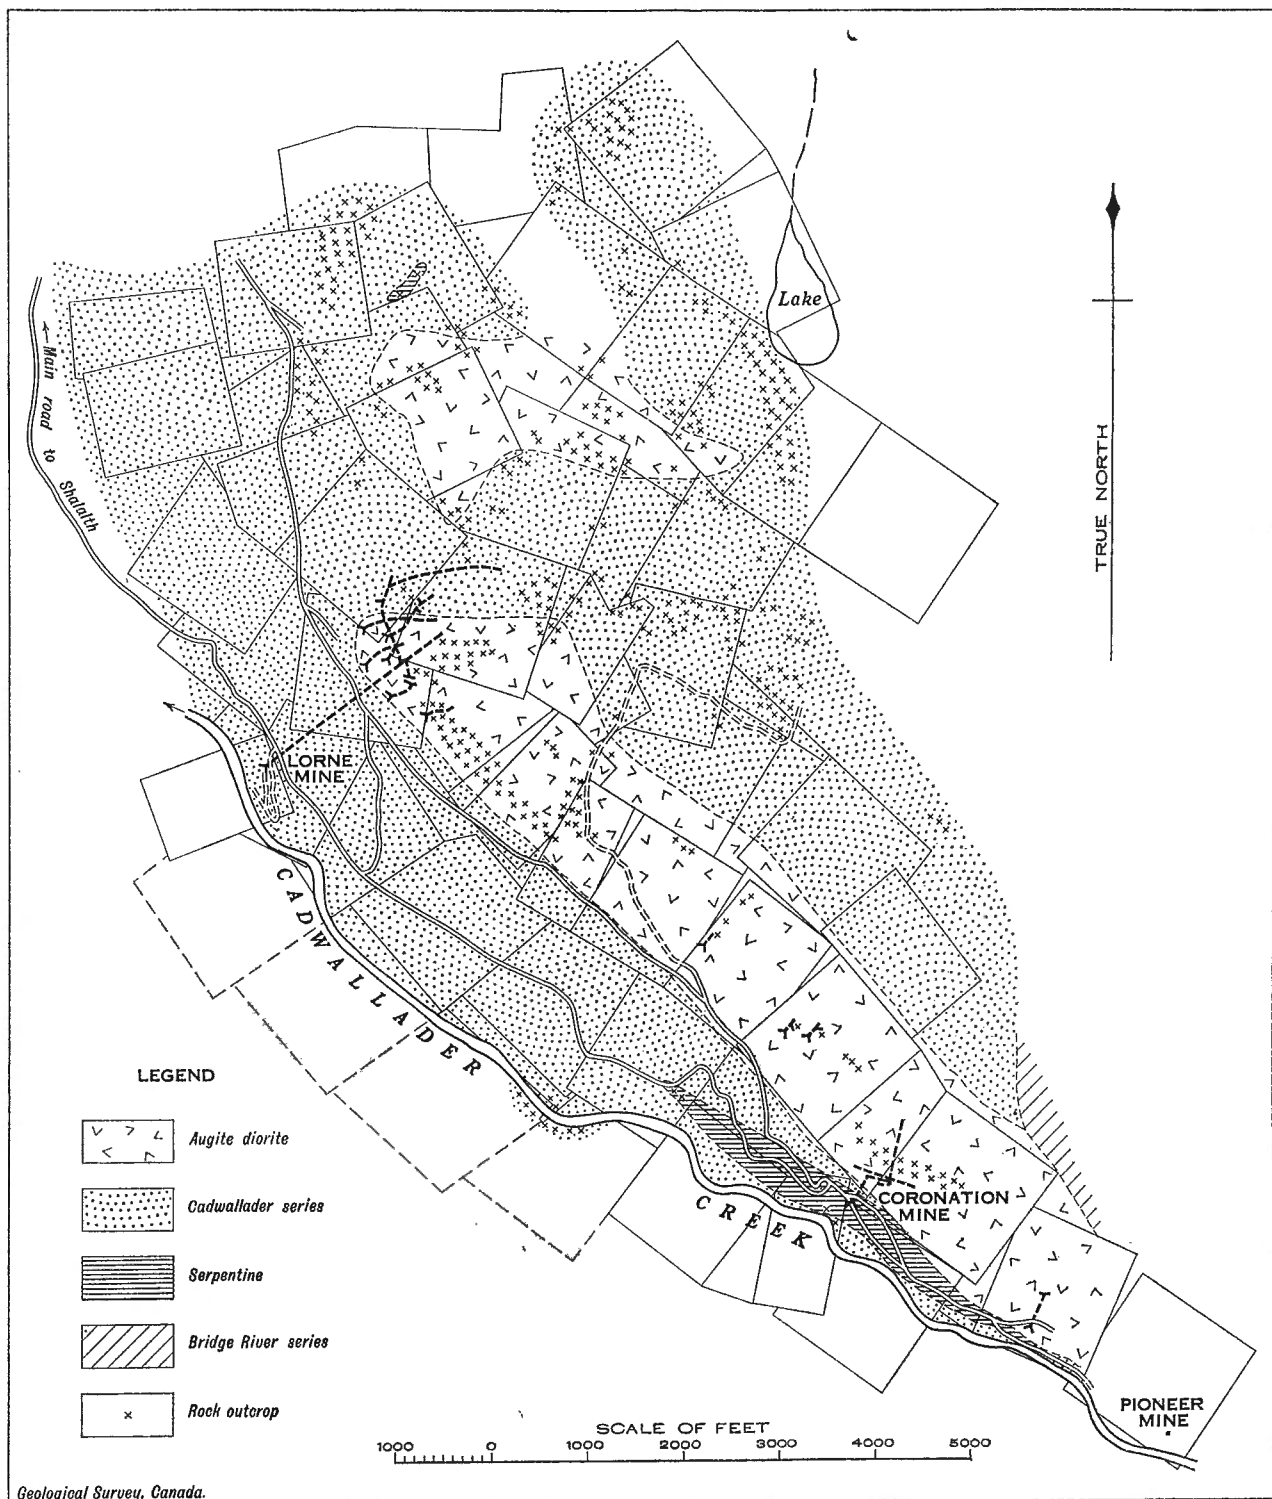 Lake
← Main road to Shalalth
TRUE NORTH
LORNE
MINE
CADWALLADER CREEK
CORONATION
MINE
PIONEER
MINE
LEGEND
Augite diorite
Cadwallader series
Serpentine
Bridge River series
Rock outcrop
SCALE OF FEET
1000 0 1000 2000 3000 4000 5000
Geological Survey, Canada.